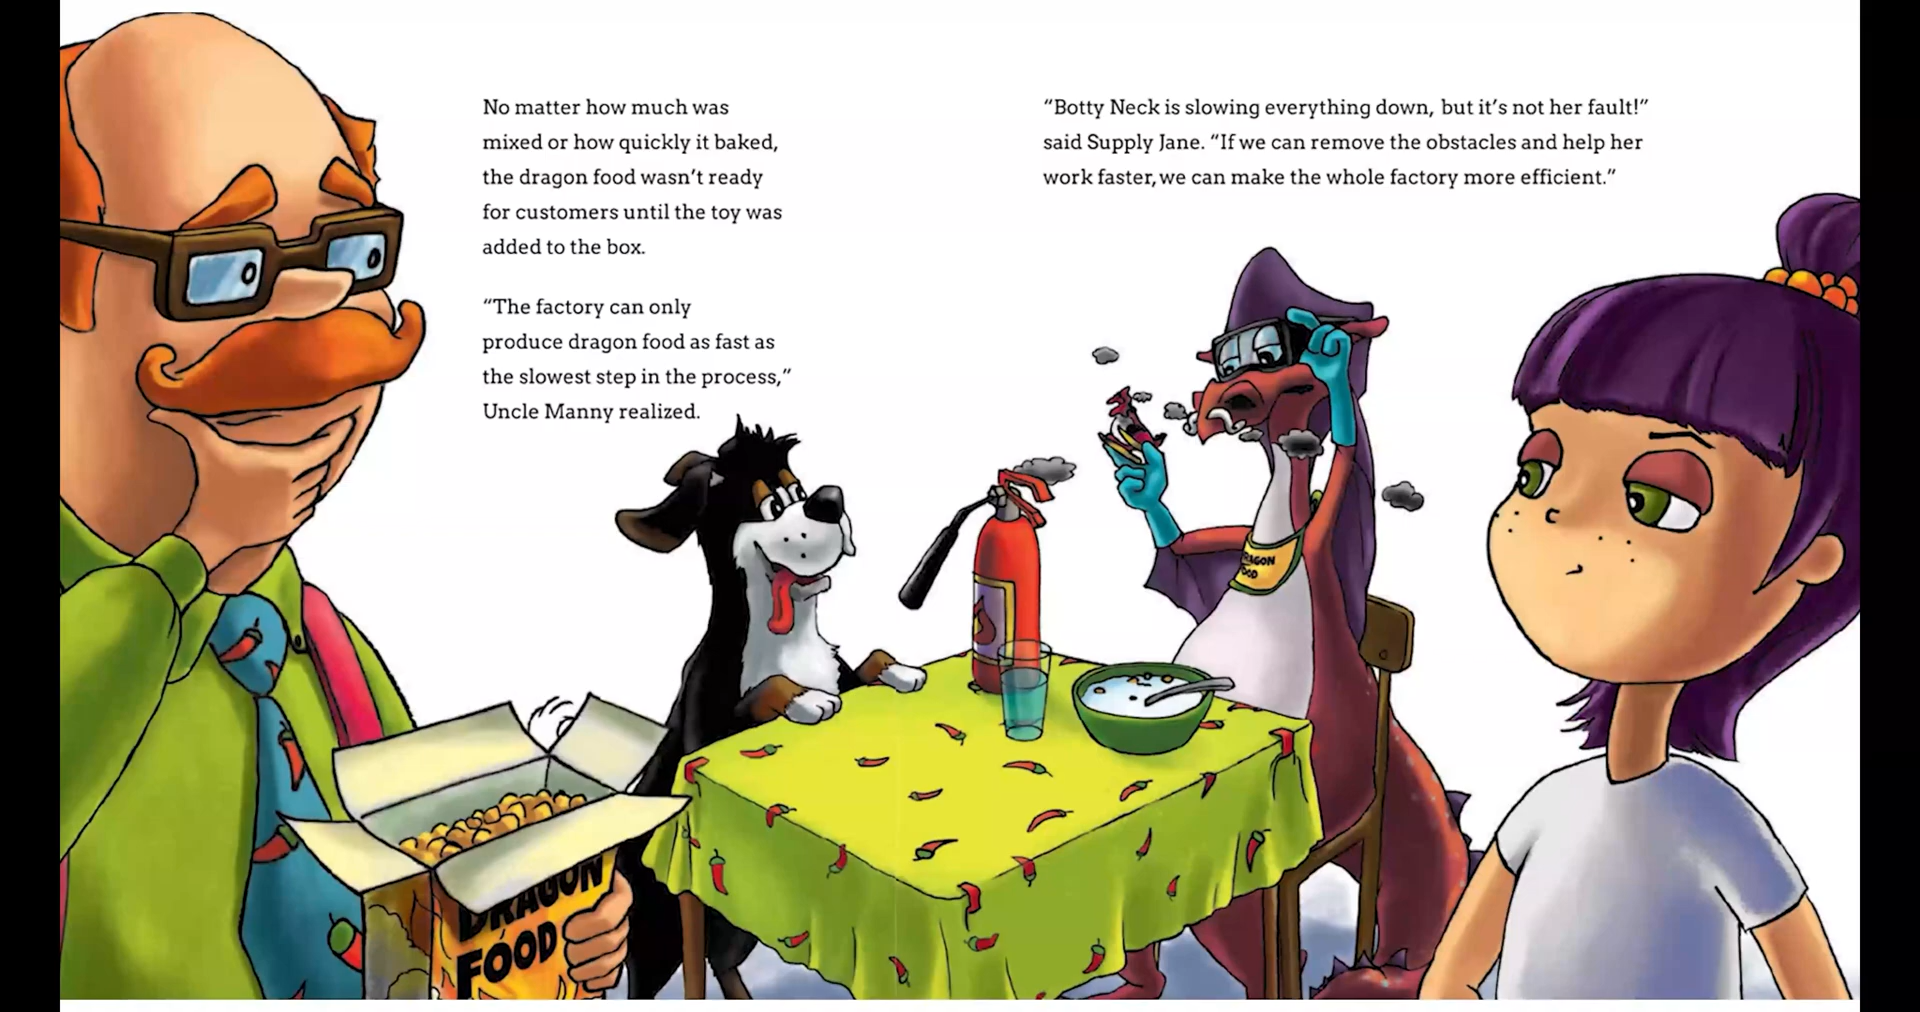 No matter how much was
mixed or how quickly it baked,
the dragon food wasn’t ready
for customers until the toy was
added to the box.
“The factory can only
produce dragon food as fast as
the slowest step in the process,”
Uncle Manny realized.
“Botty Neck is slowing everything down, but it’s not her fault!”
said Supply Jane. “If we can remove the obstacles and help her
work faster, we can make the whole factory more efficient.”
DRAGON
FOOD